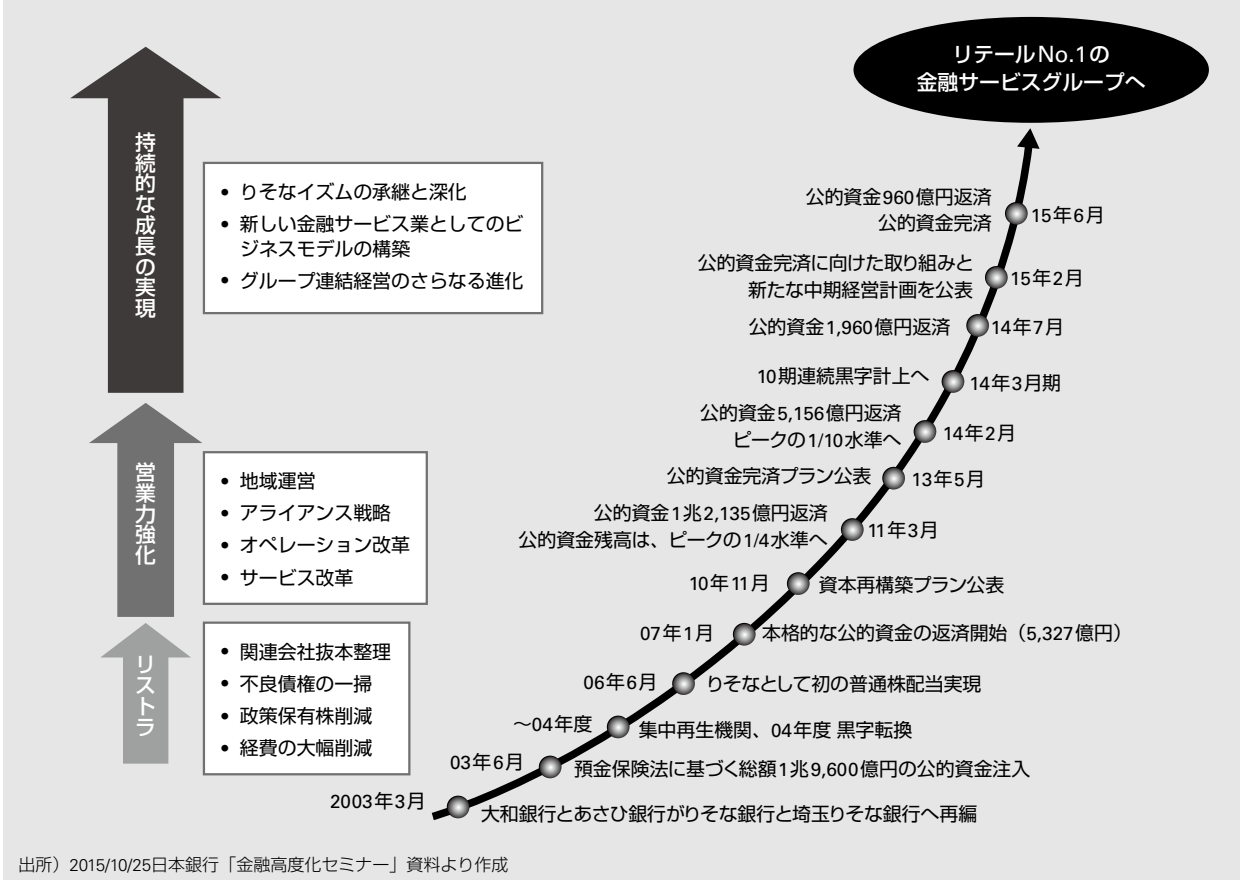 リテールNo.1の
金融サービスグループへ
持続的な成長の実現
• りそなイズムの承継と深化
• 新しい金融サービス業としてのビ
ジネスモデルの構築
• グループ連結経営のさらなる進化
営業力強化
• 地域運営
• アライアンス戦略
• オペレーション改革
• サービス改革
リストラ
• 関連会社抜本整理
• 不良債権の一掃
• 政策保有株削減
• 経費の大幅削減
公的資金960億円返済
公的資金完済
15年6月
公的資金完済に向けた取り組みと
新たな中期経営計画を公表
15年2月
公的資金1,960億円返済
14年7月
10期連続黒字計上へ
14年3月期
公的資金5,156億円返済
ピークの1/10水準へ
14年2月
公的資金完済プラン公表
13年5月
公的資金1兆2,135億円返済
公的資金残高は、ピークの1/4水準へ
11年3月
10年11月
資本再構築プラン公表
07年1月
本格的な公的資金の返済開始（5,327億円）
06年6月
りそなとして初の普通株配当実現
～04年度
集中再生機関、04年度 黒字転換
03年6月
預金保険法に基づく総額1兆9,600億円の公的資金注入
2003年3月
大和銀行とあさひ銀行がりそな銀行と埼玉りそな銀行へ再編
出所）2015/10/25日本銀行「金融高度化セミナー」資料より作成